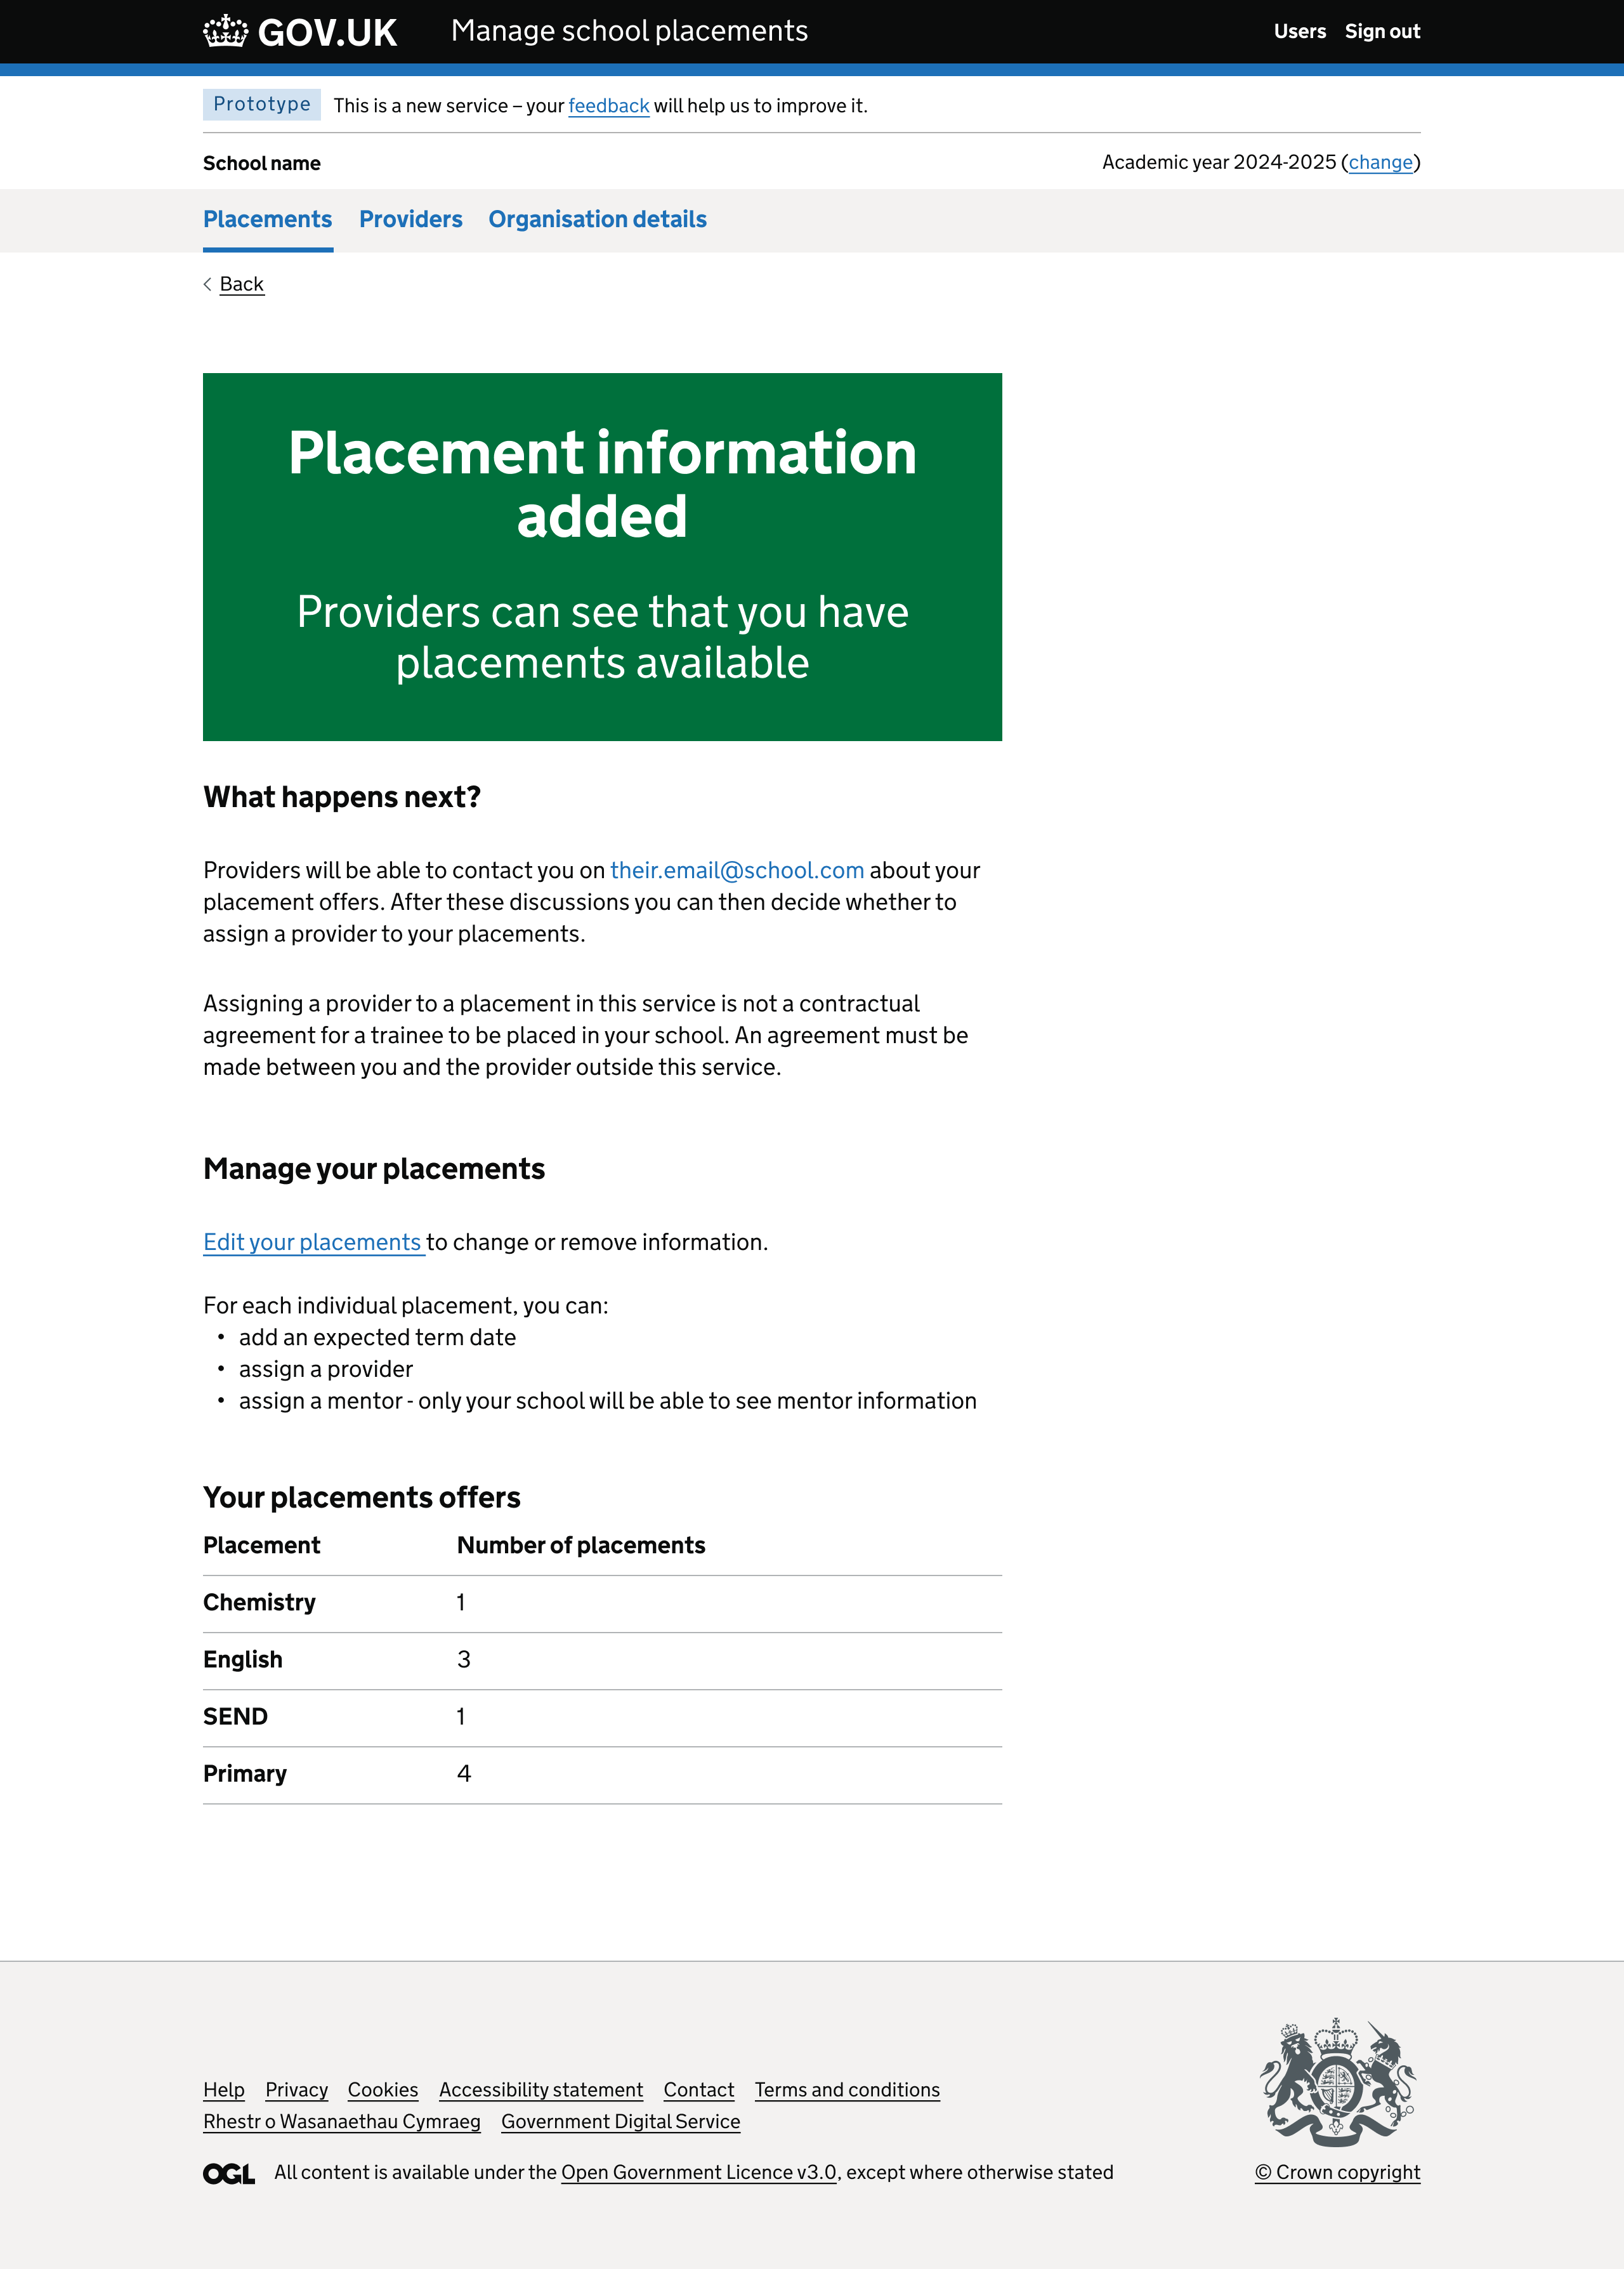 GOV.UK Manage school placements Users Sign out
Prototype This is a new service – your feedback will help us to improve it.
School name Academic year 2024-2025 (change)
Placements Providers Organisation details
Back
Placement information
added
Providers can see that you have
placements available
What happens next?
Providers will be able to contact you on their.email@school.com about your
placement offers. After these discussions you can then decide whether to
assign a provider to your placements.
Assigning a provider to a placement in this service is not a contractual
agreement for a trainee to be placed in your school. An agreement must be
made between you and the provider outside this service.
Manage your placements
Edit your placements to change or remove information.
For each individual placement, you can:
• add an expected term date
• assign a provider
• assign a mentor - only your school will be able to see mentor information
Your placements offers
Placement Number of placements
Chemistry 1
English 3
SEND 1
Primary 4
Help Privacy Cookies Accessibility statement Contact Terms and conditions
Rhestr o Wasanaethau Cymraeg Government Digital Service
OGL All content is available under the Open Government Licence v3.0, except where otherwise stated
© Crown copyright